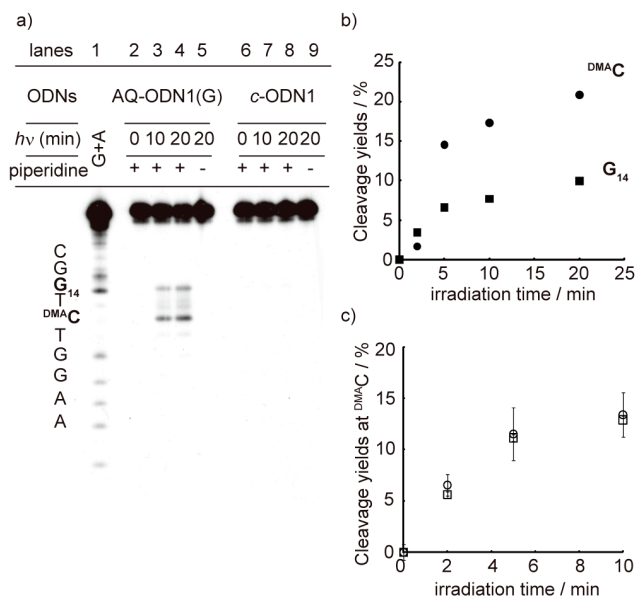 a)
lanes 1 2 3 4 5 6 7 8 9
ODNs AQ-ODN1(G) c-ODN1
hν (min) G+A 0 10 20 20 0 10 20 20
piperidine + + + - + + + -
C
G
G14
T
DMAC
T
G
G
A
A
b)
Cleavage yields / %
25
20
15
10
5
0
DMAC
G14
0 5 10 15 20 25
irradiation time / min
c)
Cleavage yields at DMAC / %
20
15
10
5
0
0 2 4 6 8 10
irradiation time / min